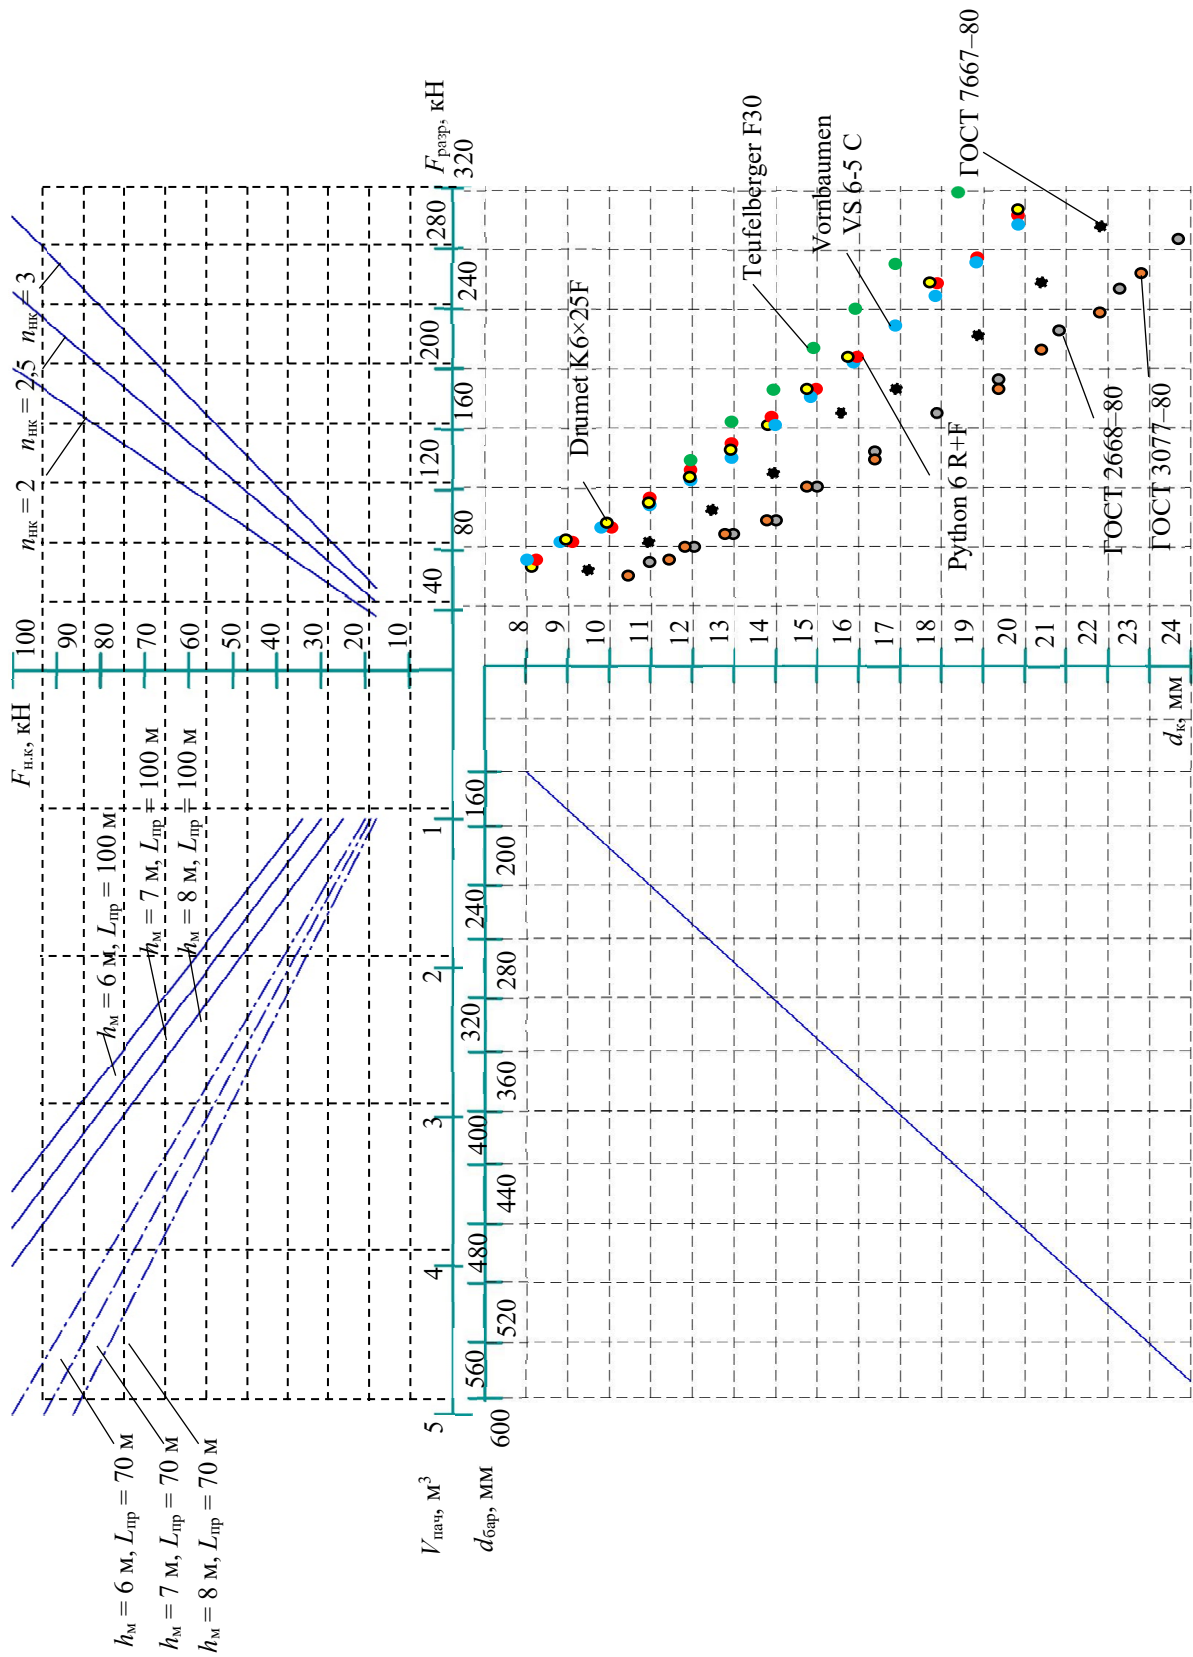 F_н.к, кН
100
90
80
70
60
50
40
30
20
10
n_нк = 2
n_нк = 2,5
n_нк = 3
F_разр, кН
40
80
120
160
200
240
280
320
h_м = 6 м, L_пр = 100 м
h_м = 7 м, L_пр = 100 м
h_м = 8 м, L_пр = 100 м
h_м = 6 м, L_пр = 70 м
h_м = 7 м, L_пр = 70 м
h_м = 8 м, L_пр = 70 м
V_пач, м³
5
4
3
2
1
d_бар, мм
600
560
520
480
440
400
360
320
280
240
200
160
d_к, мм
8
9
10
11
12
13
14
15
16
17
18
19
20
21
22
23
24
Drumet K6×25F
Teufelberger F30
Vornbaumen
VS 6-5 C
Python 6 R+F
ГОСТ 7667–80
ГОСТ 2668–80
ГОСТ 3077–80